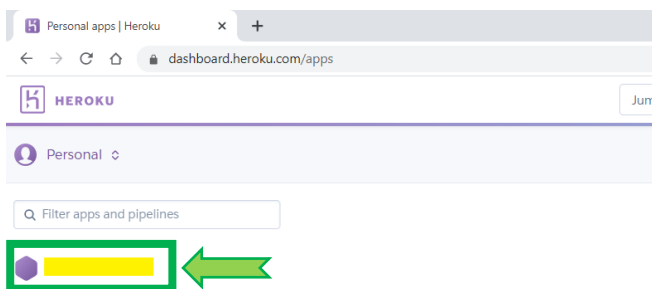 Personal apps | Heroku
dashboard.heroku.com/apps
HEROKU
Jum
Personal
Filter apps and pipelines